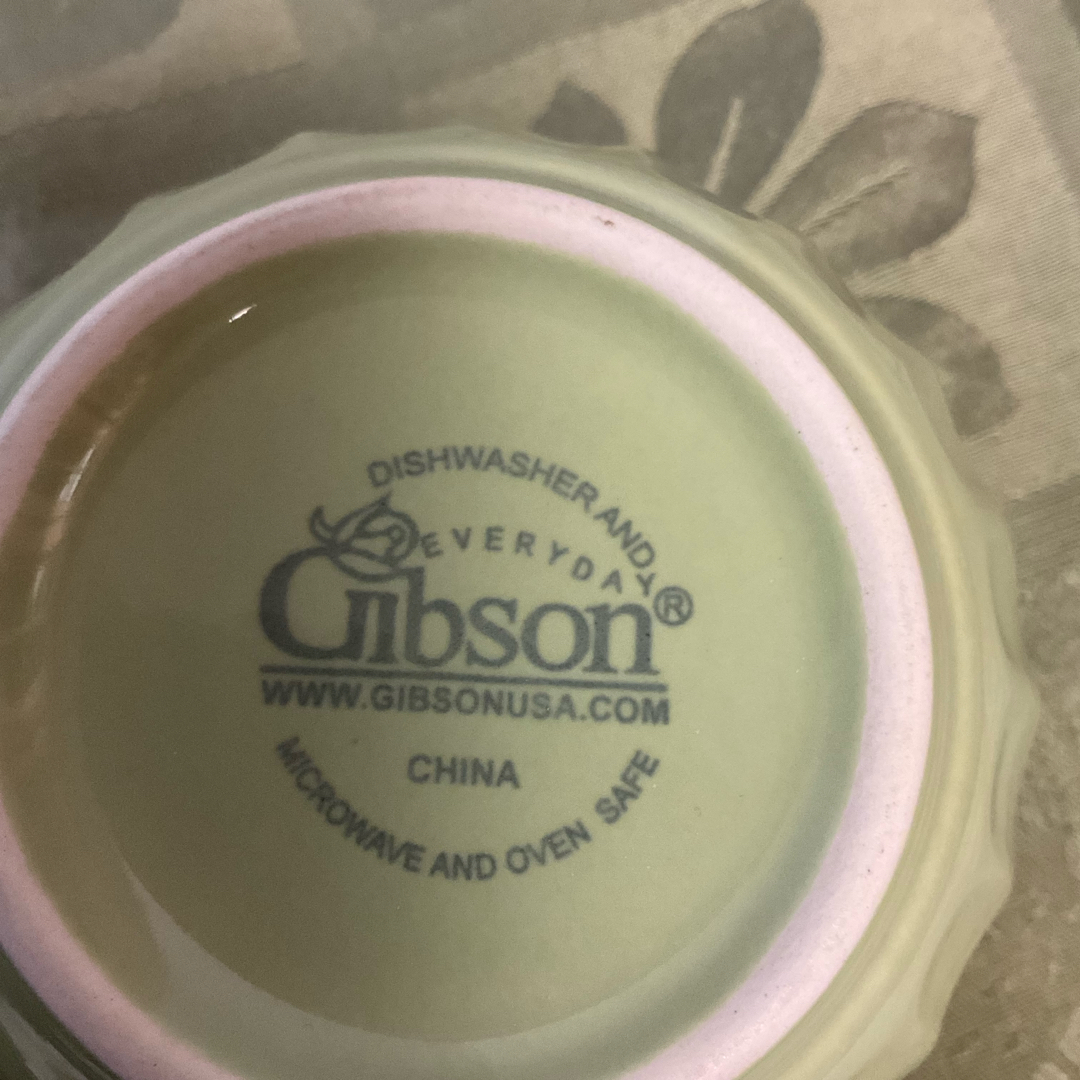 DISHWASHER AND
EVERYDAY
Gibson®
WWW.GIBSONUSA.COM
CHINA
MICROWAVE AND OVEN SAFE